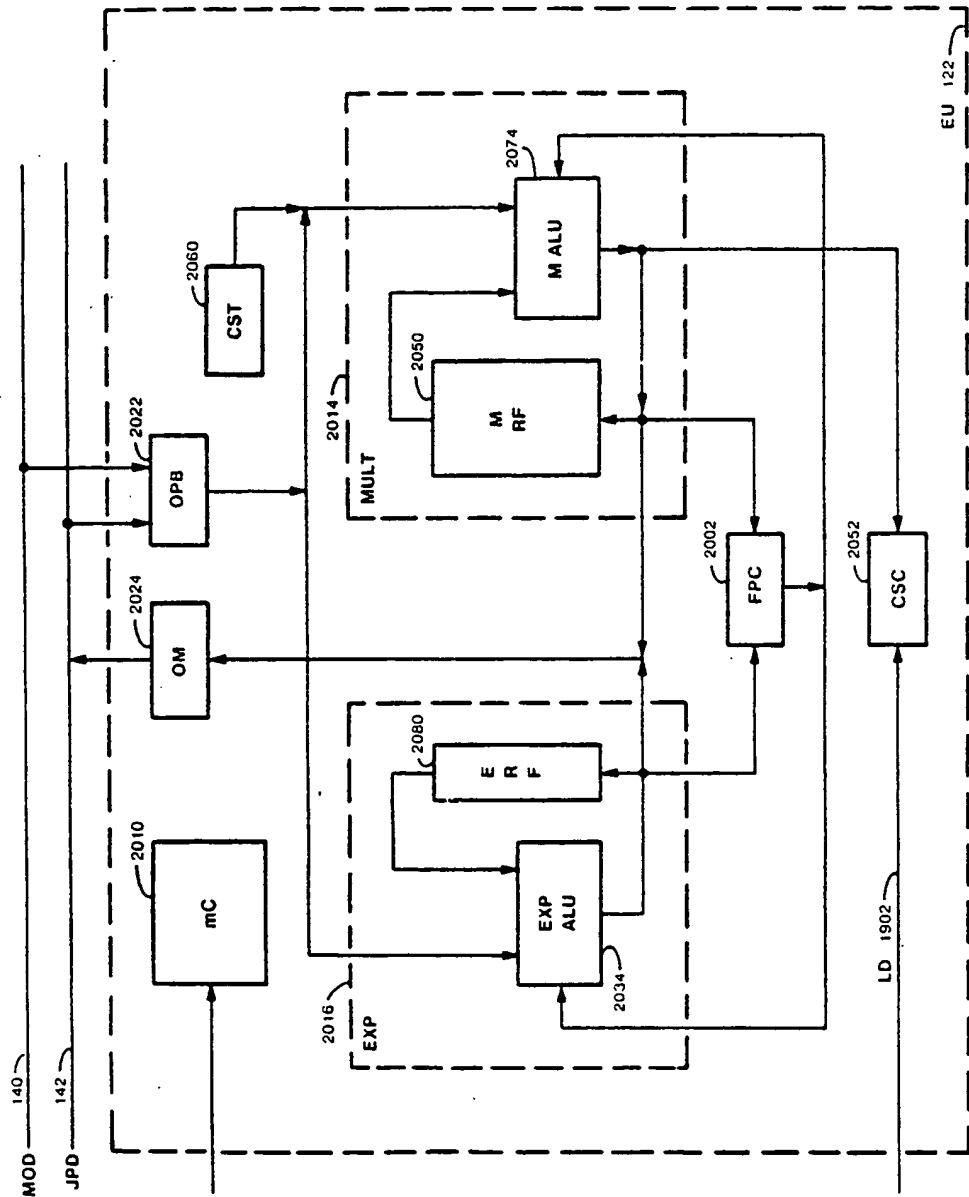 MOD 140
JPD 142
2010
mC
2024
OM
2022
OPB
2060
CST
2016
EXP
2034
EXP
ALU
2080
E
R
F
2014
MULT
2050
M
RF
2074
M ALU
2002
FPC
2052
CSC
LD 1902
EU 122